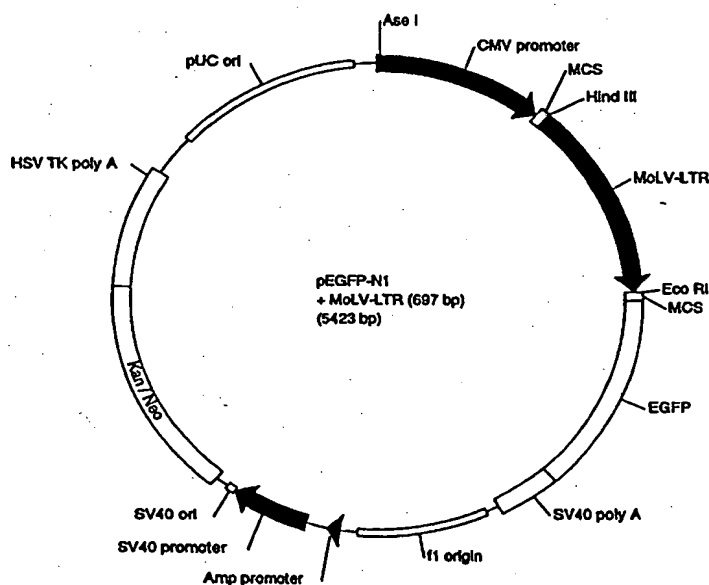 Ase I
CMV promoter
MCS
Hind III
MoLV-LTR
Eco RI
MCS
EGFP
SV40 poly A
f1 origin
Amp promoter
SV40 promoter
SV40 ori
Kan / Neo
HSV TK poly A
pUC ori
pEGFP-N1
+ MoLV-LTR (697 bp)
(5423 bp)